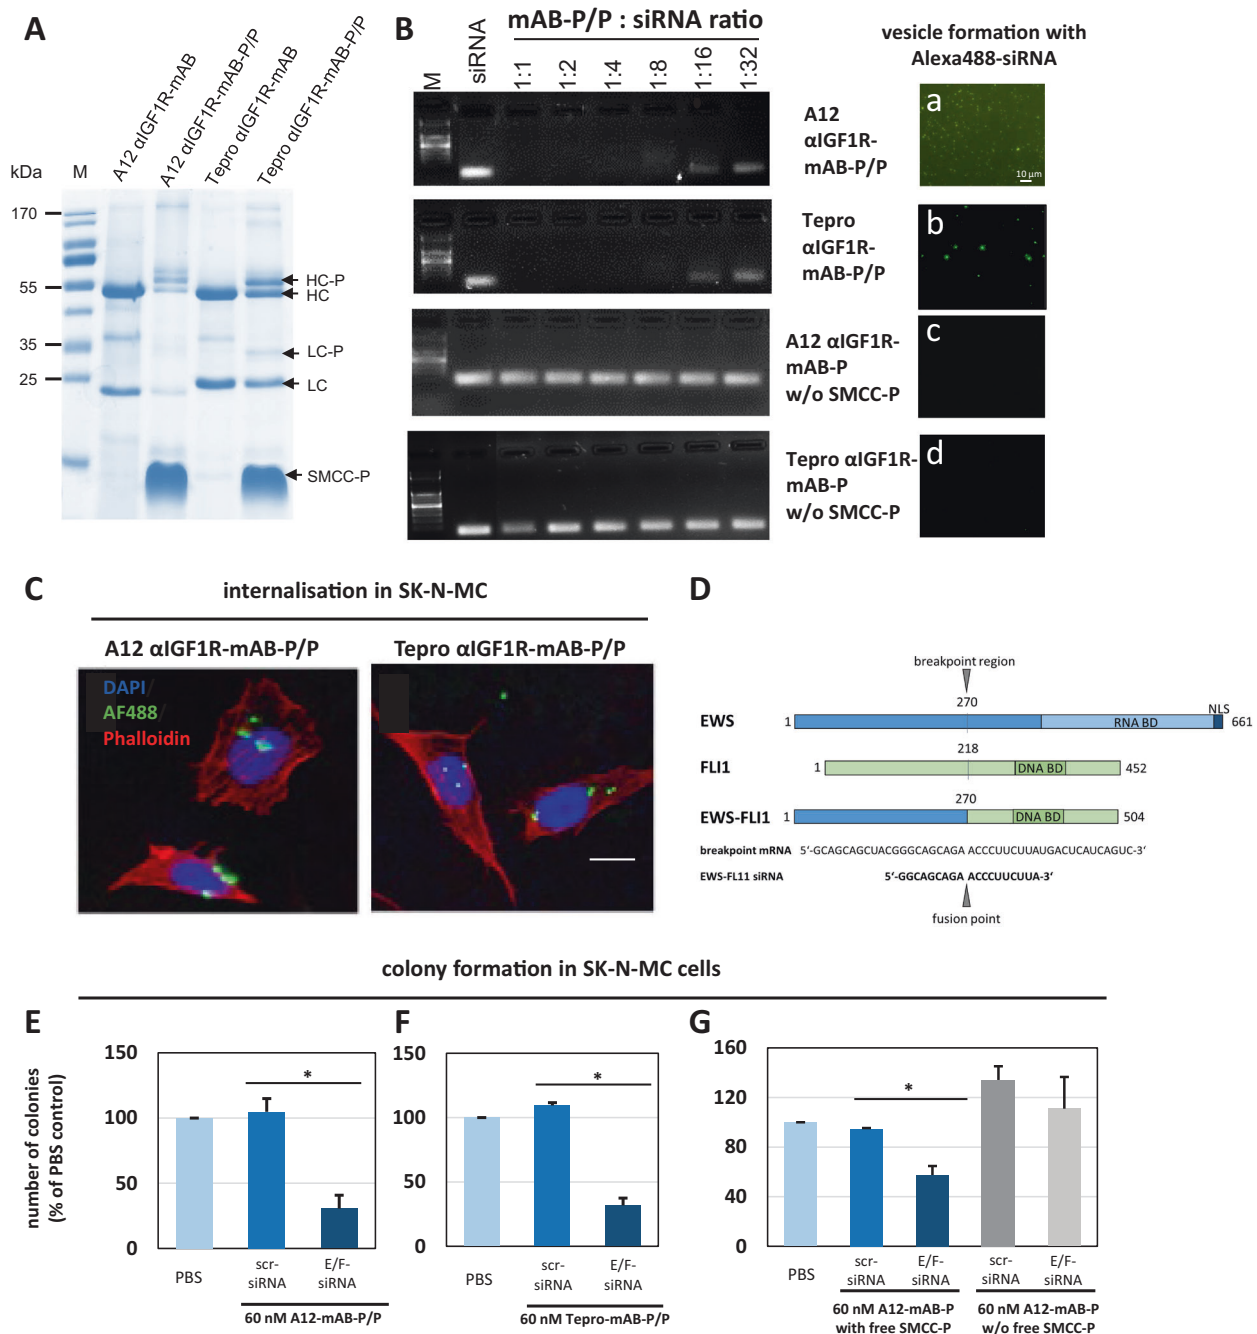 A
A12 αIGF1R-mAB
A12 αIGF1R-mAB-P/P
Tepro αIGF1R-mAB
Tepro αIGF1R-mAB-P/P
kDa
M
170
55
35
25
HC-P
HC
LC-P
LC
SMCC-P
B
mAB-P/P : siRNA ratio
M
siRNA
1:1
1:2
1:4
1:8
1:16
1:32
vesicle formation with
Alexa488-siRNA
A12
αIGF1R-
mAB-P/P
a
10 µm
Tepro
αIGF1R-
mAB-P/P
b
A12 αIGF1R-
mAB-P
w/o SMCC-P
c
Tepro αIGF1R-
mAB-P
w/o SMCC-P
d
C
internalisation in SK-N-MC
A12 αIGF1R-mAB-P/P
Tepro αIGF1R-mAB-P/P
DAPI/
AF488/
Phalloidin
D
breakpoint region
270
NLS
EWS
1
RNA BD
661
218
FLI1
1
DNA BD
452
270
EWS-FLI1
1
DNA BD
504
breakpoint mRNA 5‘-GCAGCAGCUACGGGCAGCAGA ACCCUUCUUAUGACUCAUCAGUC-3‘
EWS-FL11 siRNA 5‘-GGCAGCAGA ACCCUUCUUA-3‘
fusion point
colony formation in SK-N-MC cells
E
number of colonies
(% of PBS control)
150
100
50
0
*
PBS
scr-
siRNA
E/F-
siRNA
60 nM A12-mAB-P/P
F
150
100
50
0
*
PBS
scr-
siRNA
E/F-
siRNA
60 nM Tepro-mAB-P/P
G
160
120
80
40
0
*
PBS
scr-
siRNA
E/F-
siRNA
scr-
siRNA
E/F-
siRNA
60 nM A12-mAB-P
with free SMCC-P
60 nM A12-mAB-P
w/o free SMCC-P